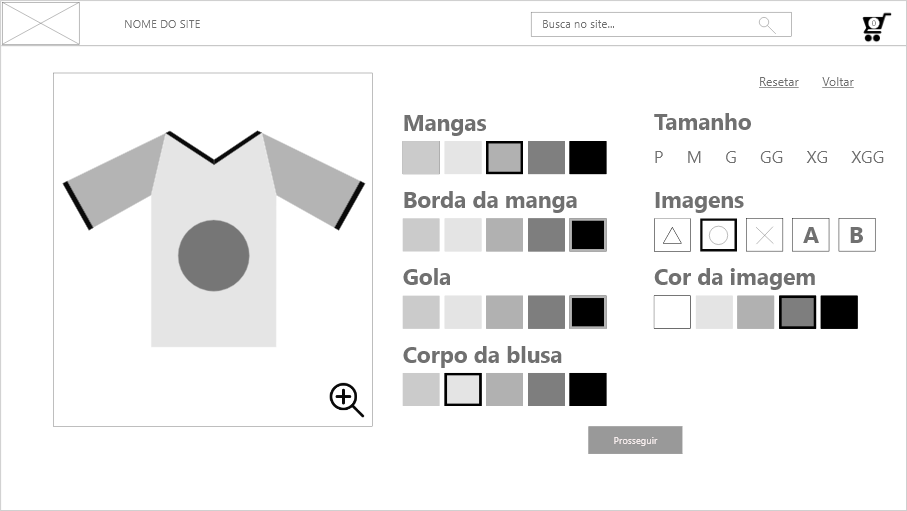 NOME DO SITE
Busca no site...
0
Resetar Voltar
Mangas
Borda da manga
Gola
Corpo da blusa
Tamanho
P M G GG XG XGG
Imagens
A B
Cor da imagem
Prosseguir